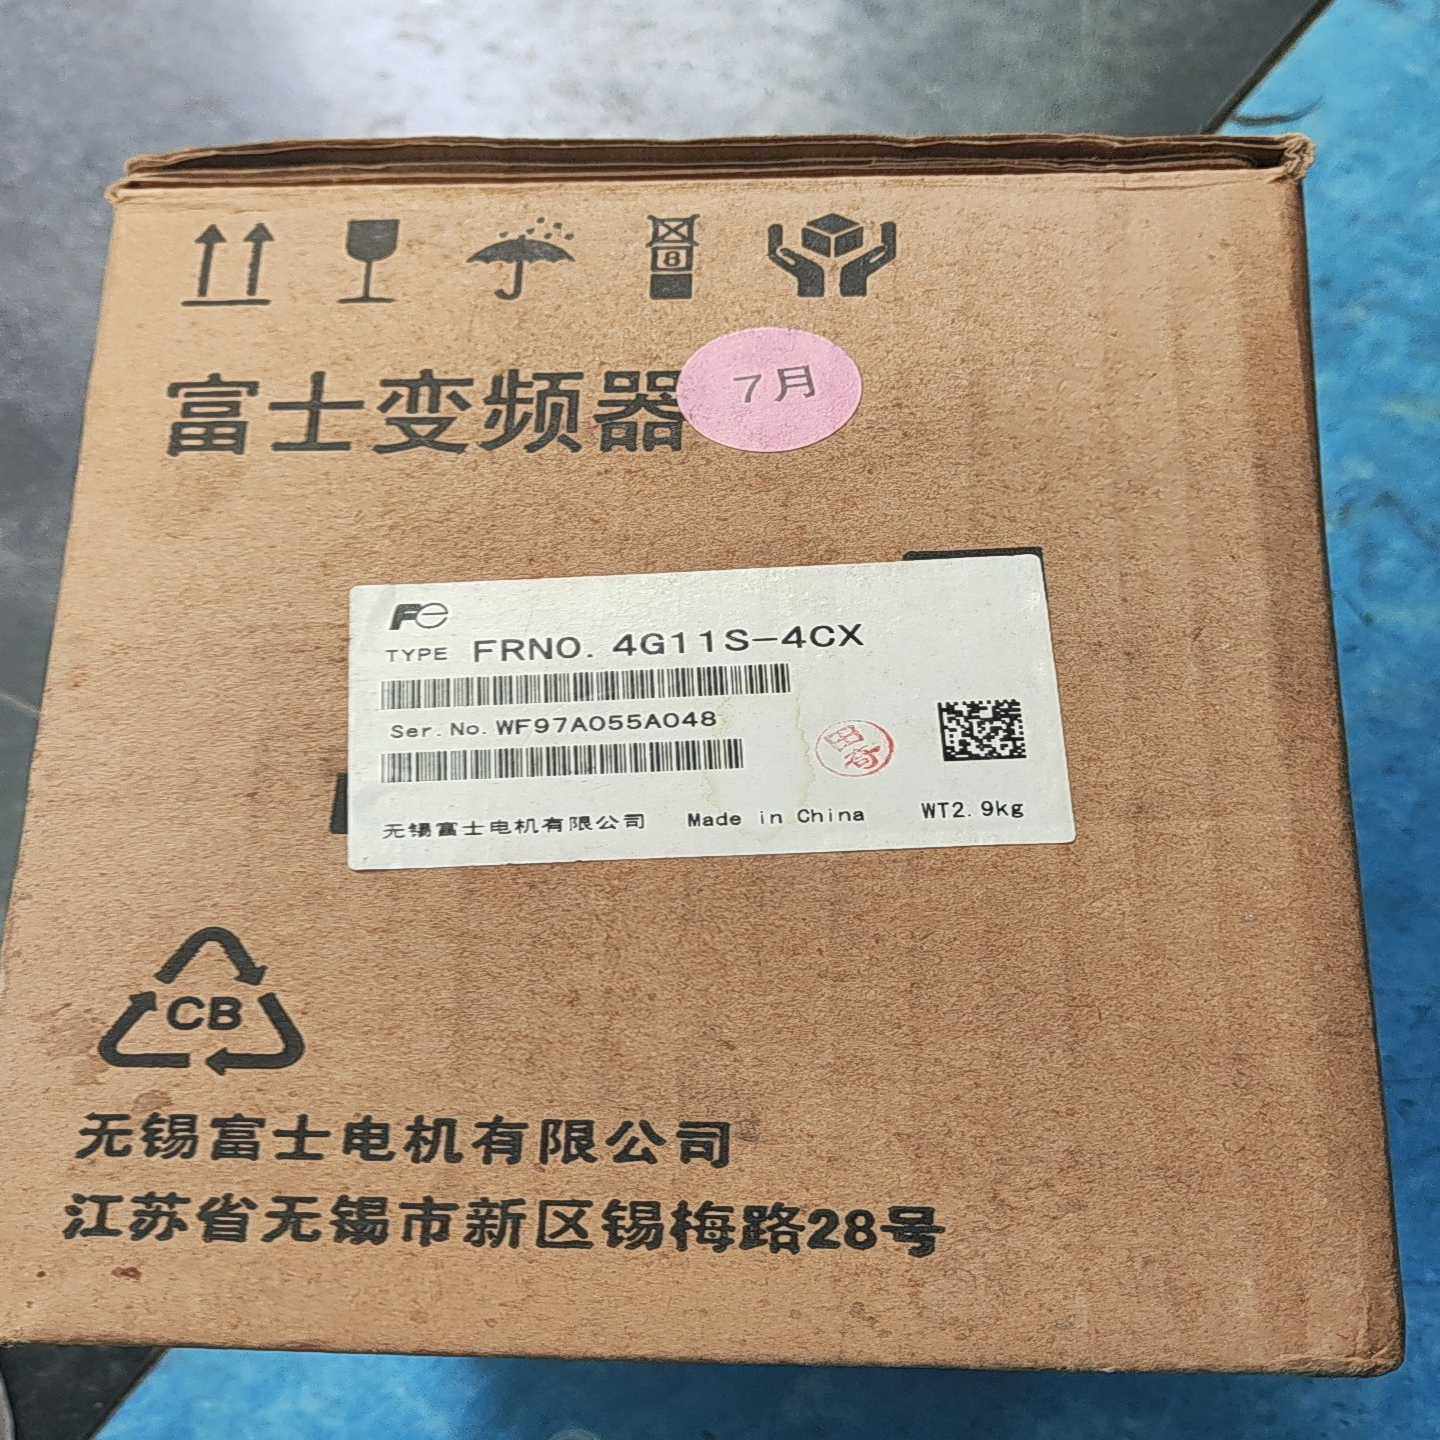 8
富士变频器
7月
Fe
TYPE FRN0.4G11S-4CX
Ser.No.WF97A055A048
无锡富士电机有限公司 Made in China WT2.9kg
CB
无锡富士电机有限公司
江苏省无锡市新区锡梅路28号